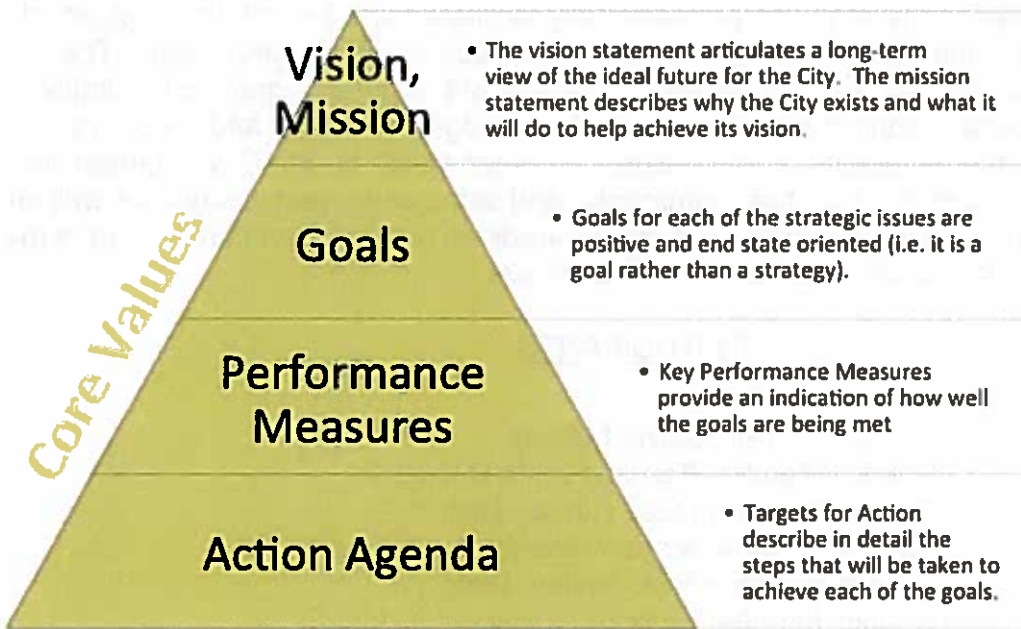 Vision,
Mission
• The vision statement articulates a long-term
view of the ideal future for the City. The mission
statement describes why the City exists and what it
will do to help achieve its vision.
Core Values
Goals
• Goals for each of the strategic issues are
positive and end state oriented (i.e. it is a
goal rather than a strategy).
Performance
Measures
• Key Performance Measures
provide an indication of how well
the goals are being met
Action Agenda
• Targets for Action
describe in detail the
steps that will be taken to
achieve each of the goals.